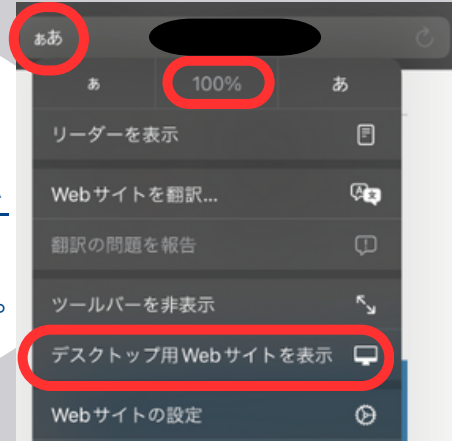 ああ
あ 100% あ
リーダーを表示
Webサイトを翻訳...
翻訳の問題を報告
ツールバーを非表示
デスクトップ用Webサイトを表示
Webサイトの設定